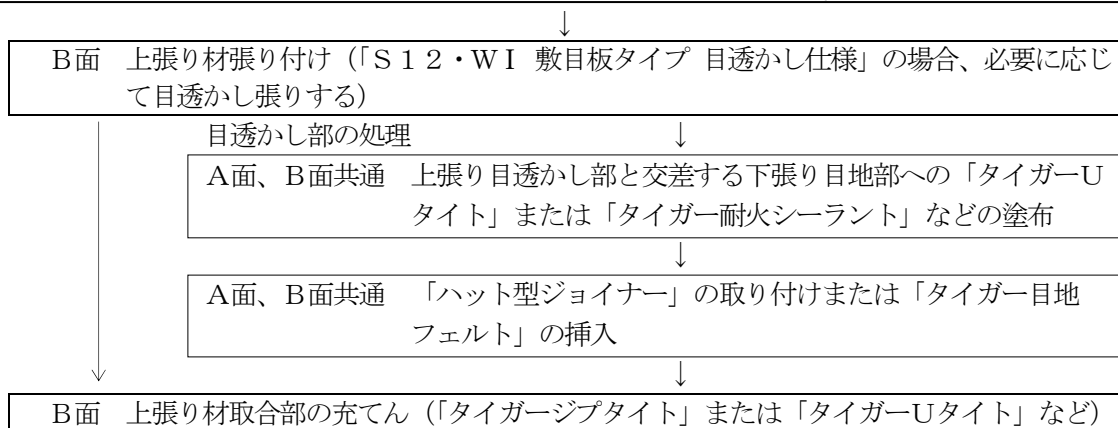 ↓
B面 上張り材張り付け（「S12・WI 敷目板タイプ 目透かし仕様」の場合、必要に応じ
て目透かし張りする）
目透かし部の処理 ↓
A面、B面共通 上張り目透かし部と交差する下張り目地部への「タイガーU
タイト」または「タイガー耐火シーラント」などの塗布
↓
A面、B面共通 「ハット型ジョイナー」の取り付けまたは「タイガー目地
フェルト」の挿入
↓
B面 上張り材取合部の充てん（「タイガージプタイト」または「タイガーUタイト」など）